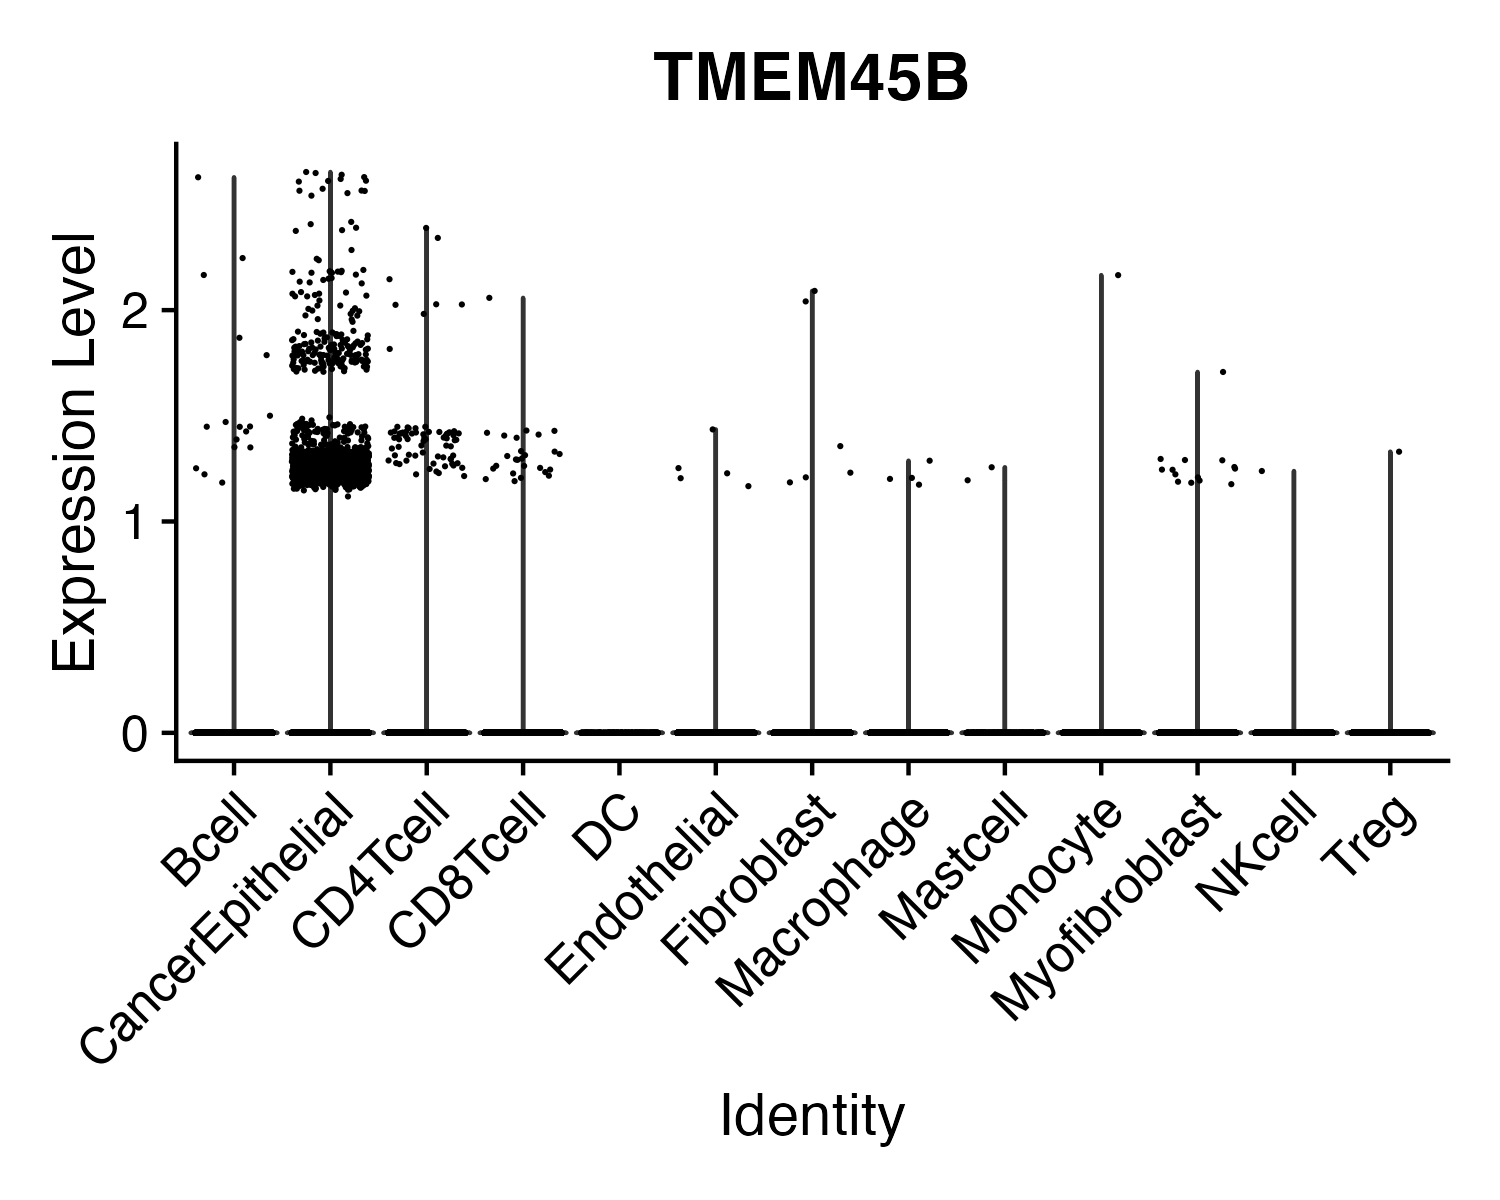 TMEM45B
Expression Level
2
1
0
Bcell
CancerEpithelial
CD4Tcell
CD8Tcell
DC
Endothelial
Fibroblast
Macrophage
Mastcell
Monocyte
Myofibroblast
NKcell
Treg
Identity